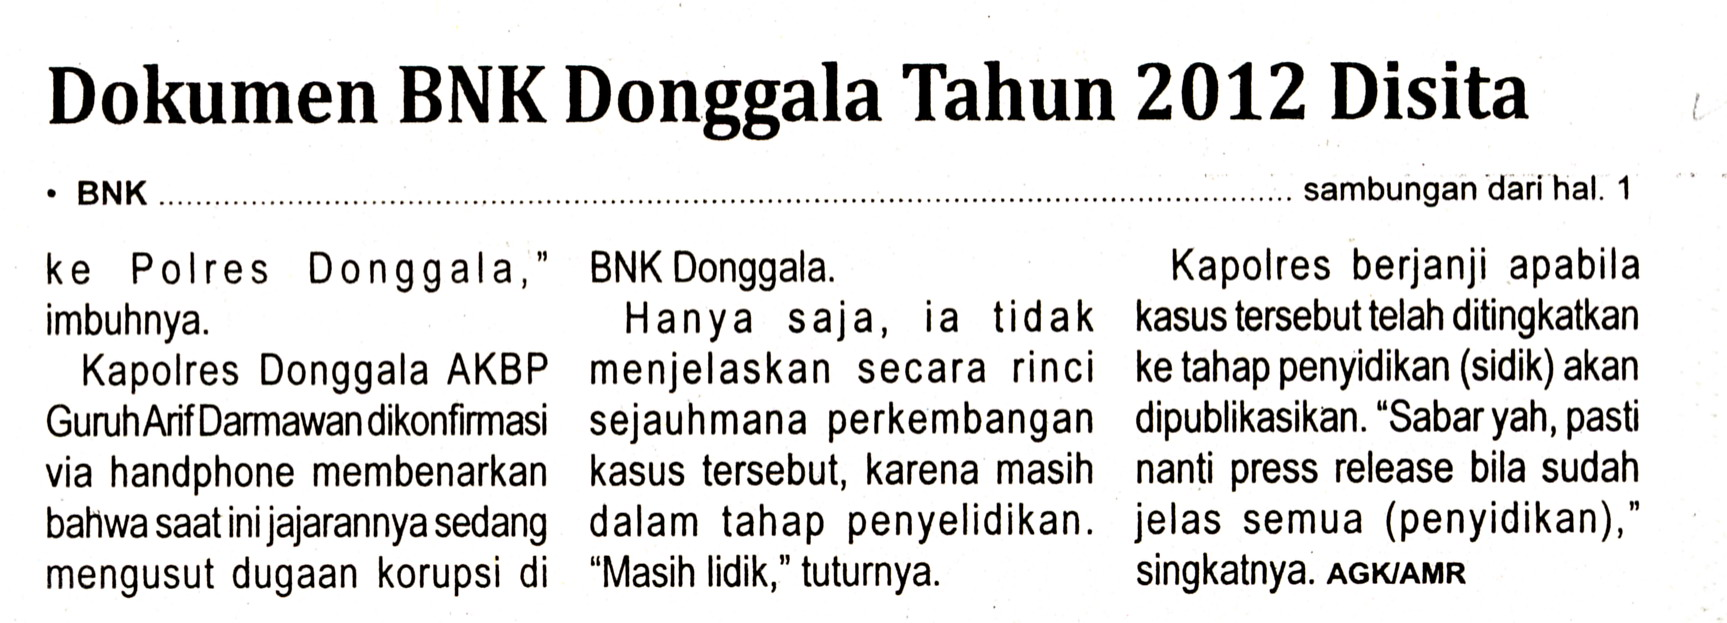 Dokumen BNK Donggala Tahun 2012 Disita
• BNK ........................................................................................................................ sambungan dari hal. 1
ke Polres Donggala,”
imbuhnya.
Kapolres Donggala AKBP
Guruh Arif Darmawan dikonfirmasi
via handphone membenarkan
bahwa saat ini jajarannya sedang
mengusut dugaan korupsi di
BNK Donggala.
Hanya saja, ia tidak
menjelaskan secara rinci
sejauhmana perkembangan
kasus tersebut, karena masih
dalam tahap penyelidikan.
“Masih lidik,” tuturnya.
Kapolres berjanji apabila
kasus tersebut telah ditingkatkan
ke tahap penyidikan (sidik) akan
dipublikasikan. “Sabar yah, pasti
nanti press release bila sudah
jelas semua (penyidikan),”
singkatnya. AGK/AMR